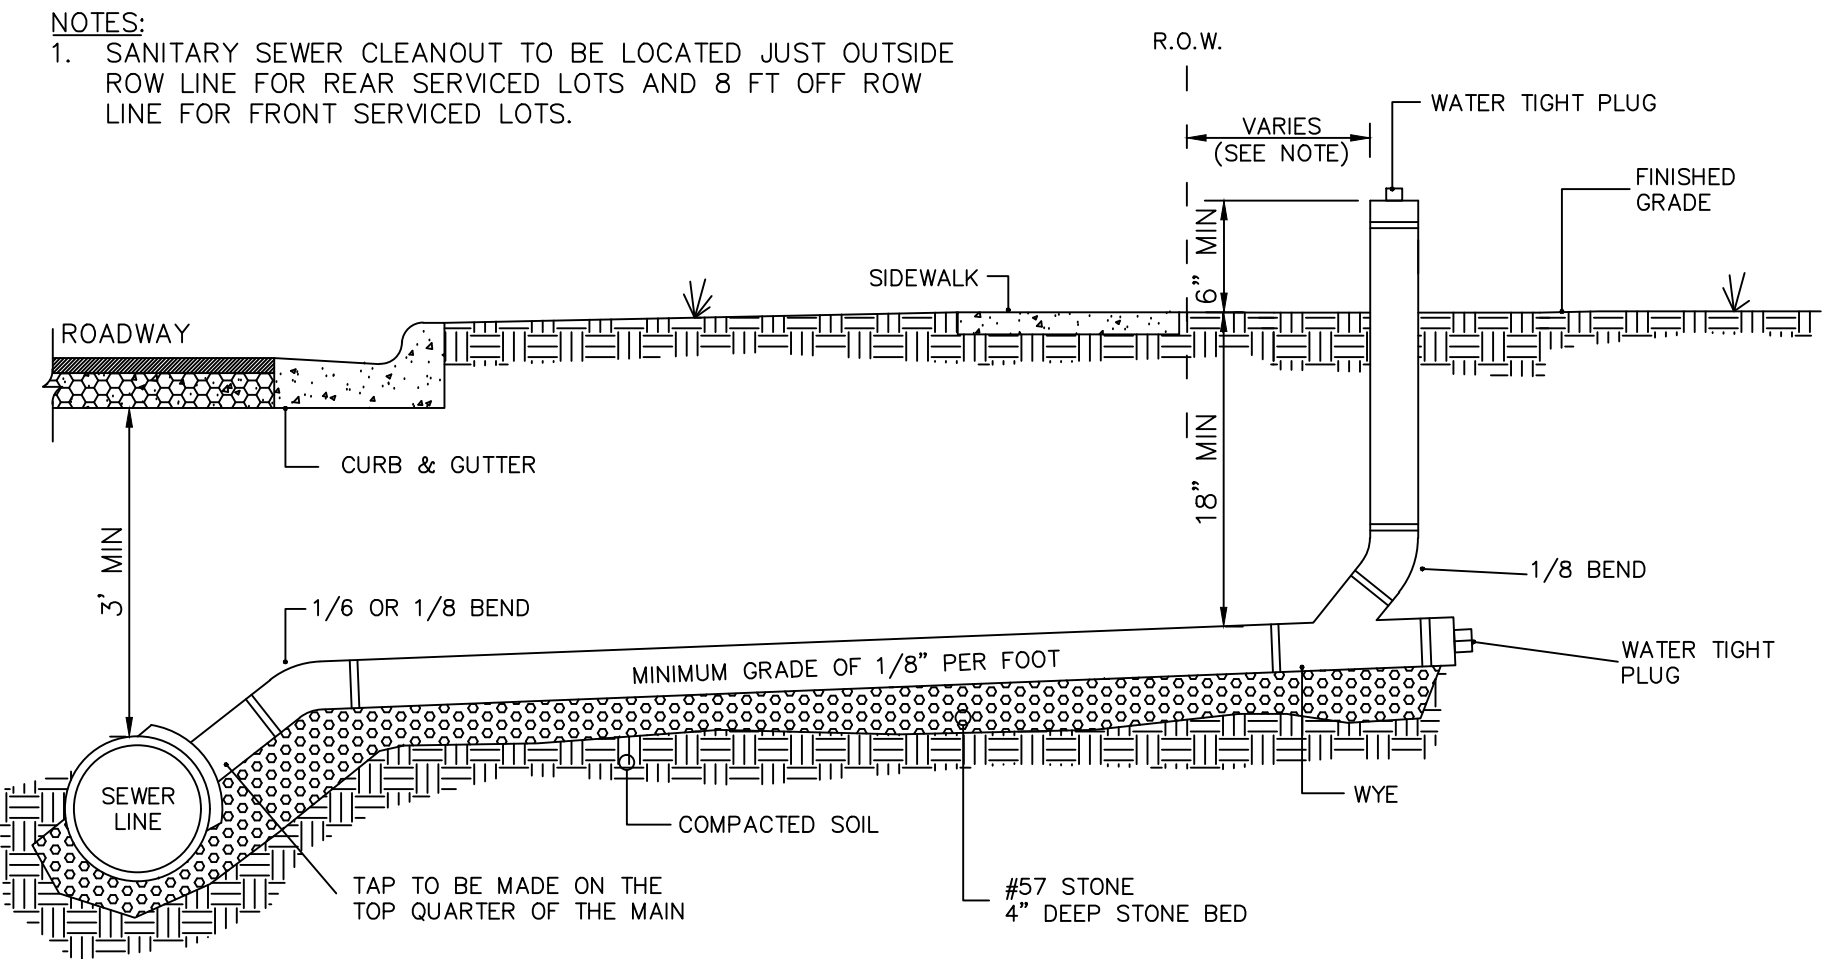 NOTES:
1. SANITARY SEWER CLEANOUT TO BE LOCATED JUST OUTSIDE
ROW LINE FOR REAR SERVICED LOTS AND 8 FT OFF ROW
LINE FOR FRONT SERVICED LOTS.
R.O.W.
WATER TIGHT PLUG
VARIES
(SEE NOTE)
FINISHED
GRADE
6" MIN
SIDEWALK
ROADWAY
CURB & GUTTER
18" MIN
3' MIN
1/8 BEND
1/6 OR 1/8 BEND
WATER TIGHT
PLUG
MINIMUM GRADE OF 1/8" PER FOOT
SEWER
LINE
WYE
COMPACTED SOIL
TAP TO BE MADE ON THE
TOP QUARTER OF THE MAIN
#57 STONE
4" DEEP STONE BED